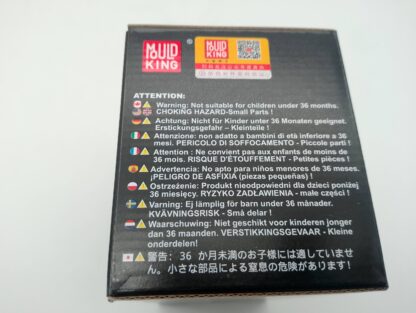 MOULD
KING
MOULD
KING
ATTENTION:
Warning: Not suitable for children under 36 months.
CHOKING HAZARD-Small Parts !
Achtung: Nicht für Kinder unter 36 Monaten geeignet.
Erstickungsgefahr – Kleinteile !
Attenzione: non adatto a bambini di età inferiore a 36
mesi. PERICOLO DI SOFFOCAMENTO - Piccole parti !
Attention : Ne convient pas aux enfants de moins de
36 mois. RISQUE D'ÉTOUFFEMENT - Petites pièces !
Advertencia: No apto para niños menores de 36 meses.
¡PELIGRO DE ASFIXIA (piezas pequeñas) !
Ostrzeżenie: Produkt nieodpowiedni dla dzieci poniżej
36 miesięcy. RYZYKO ZADŁAWIENIA - małe części !
Varning: Ej lämplig för barn under 36 månader.
KVÄVNINGSRISK - Små delar !
Waarschuwing: Niet geschikt voor kinderen jonger
dan 36 maanden. VERSTIKKINGSGEVAAR - Kleine
onderdelen!
警告: 36 か月未満のお子様には適していませ
ん。小さな部品による窒息の危険があります！